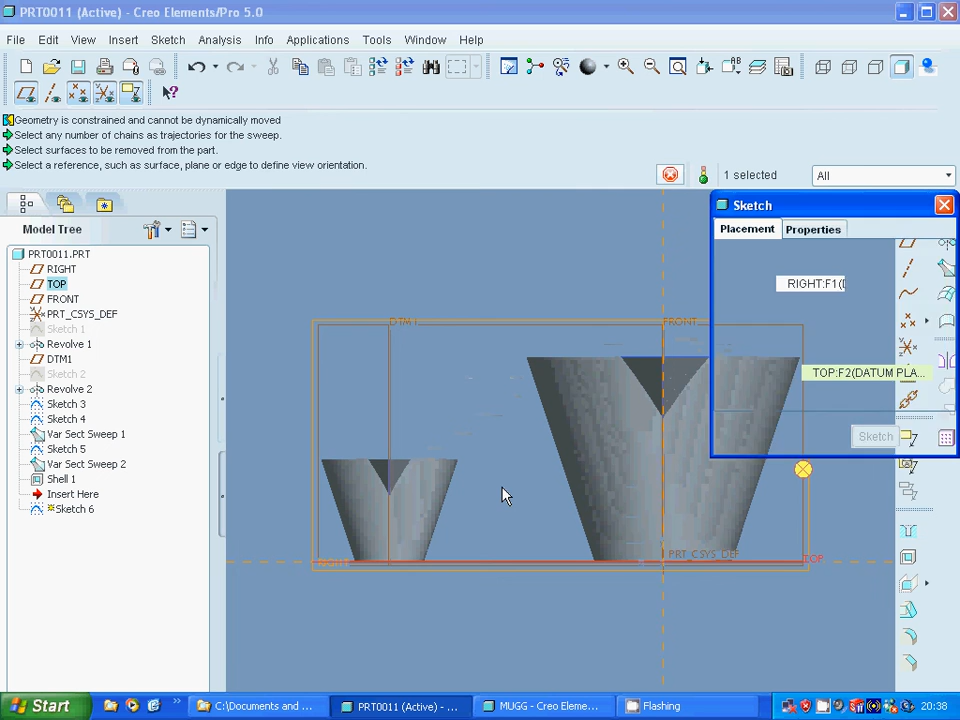 PRT0011 (Active) - Creo Elements/Pro 5.0
File Edit View Insert Sketch Analysis Info Applications Tools Window Help
Geometry is constrained and cannot be dynamically moved
Select any number of chains as trajectories for the sweep.
Select surfaces to be removed from the part.
Select a reference, such as surface, plane or edge to define view orientation.
1 selected
All
Model Tree
PRT0011.PRT
RIGHT
TOP
FRONT
PRT_CSYS_DEF
Sketch 1
Revolve 1
DTM1
Sketch 2
Revolve 2
Sketch 3
Sketch 4
Var Sect Sweep 1
Sketch 5
Var Sect Sweep 2
Shell 1
Insert Here
*Sketch 6
DTM1
FRONT
PRT_CSYS_DEF
TOP
RIGHT
Sketch
Placement Properties
RIGHT:F1(D
TOP:F2(DATUM PLA...
Sketch
Start
C:\Documents and ...
PRT0011 (Active) - ...
MUGG - Creo Eleme...
Flashing
20:38